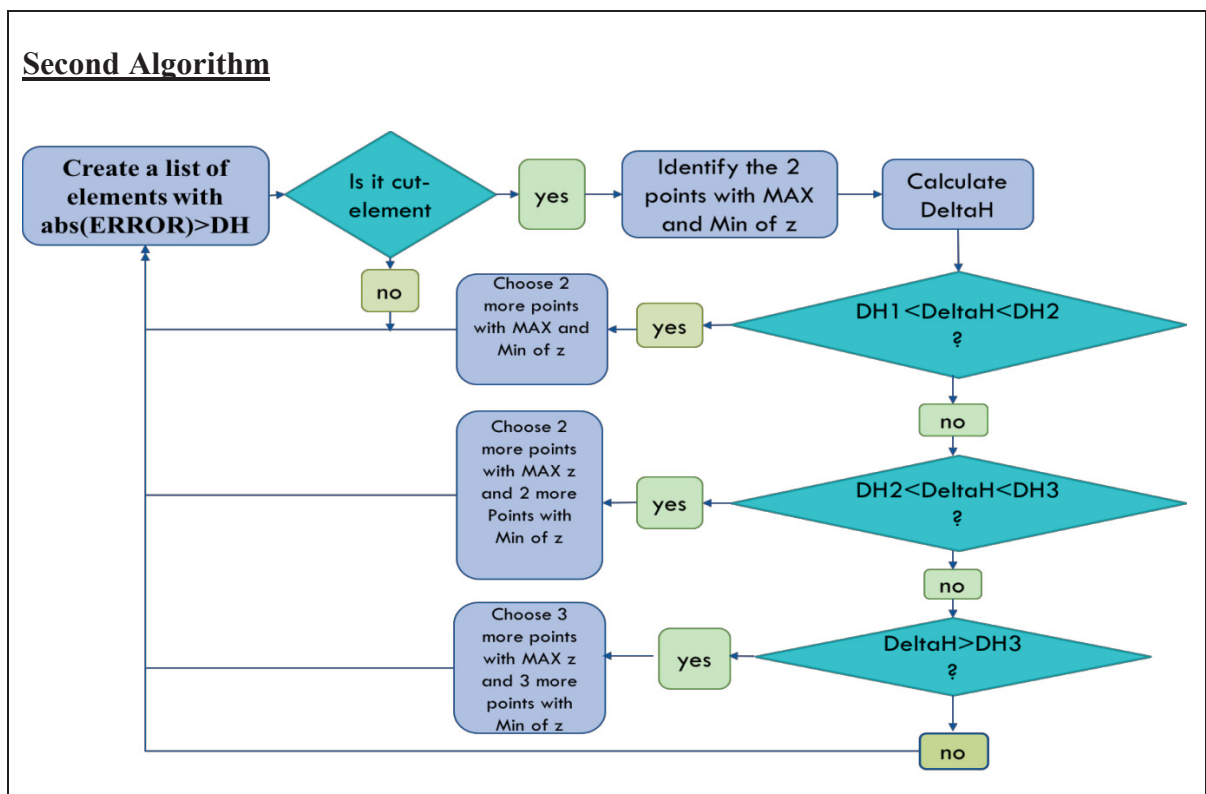 Second Algorithm
Create a list of
elements with
abs(ERROR)>DH
Is it cut-
element
yes
Identify the 2
points with MAX
and Min of z
Calculate
DeltaH
no
Choose 2
more points
with MAX and
Min of z
yes
DH1<DeltaH<DH2
?
no
Choose 2
more points
with MAX z
and 2 more
Points with
Min of z
yes
DH2<DeltaH<DH3
?
no
Choose 3
more points
with MAX z
and 3 more
points with
Min of z
yes
DeltaH>DH3
?
no